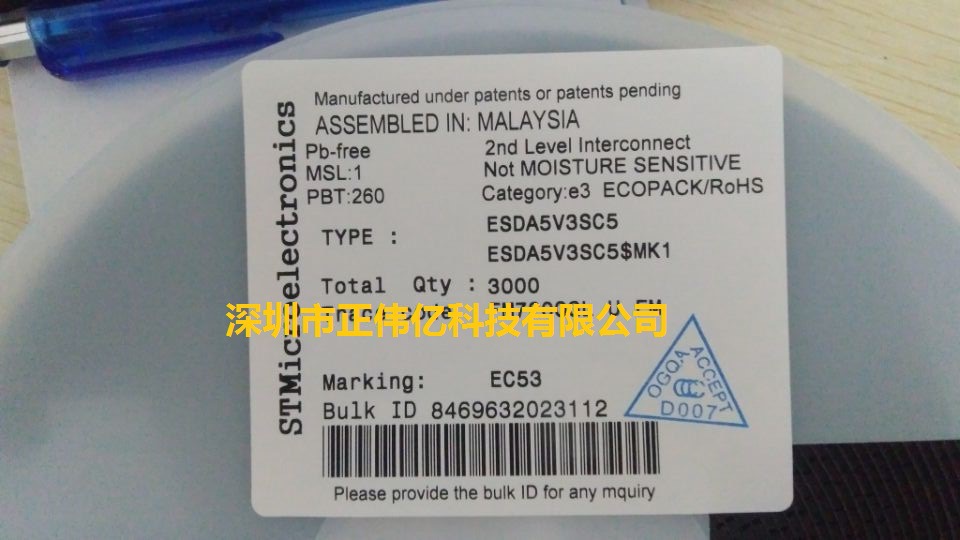 STMicroelectronics
Manufactured under patents or patents pending
ASSEMBLED IN: MALAYSIA
Pb-free 2nd Level Interconnect
MSL:1 Not MOISTURE SENSITIVE
PBT:260 Category:e3 ECOPACK/RoHS
TYPE : ESDA5V3SC5
ESDA5V3SC5$MK1
Total Qty : 3000
深圳市正伟亿科技有限公司
Marking: EC53
Bulk ID 8469632023112
Please provide the bulk ID for any mquiry
OGQA ACCEPT
D007